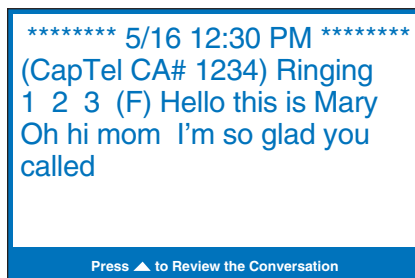 ******** 5/16 12:30 PM ********
(CapTel CA# 1234) Ringing
1 2 3 (F) Hello this is Mary
Oh hi mom I'm so glad you
called
Press ▲ to Review the Conversation